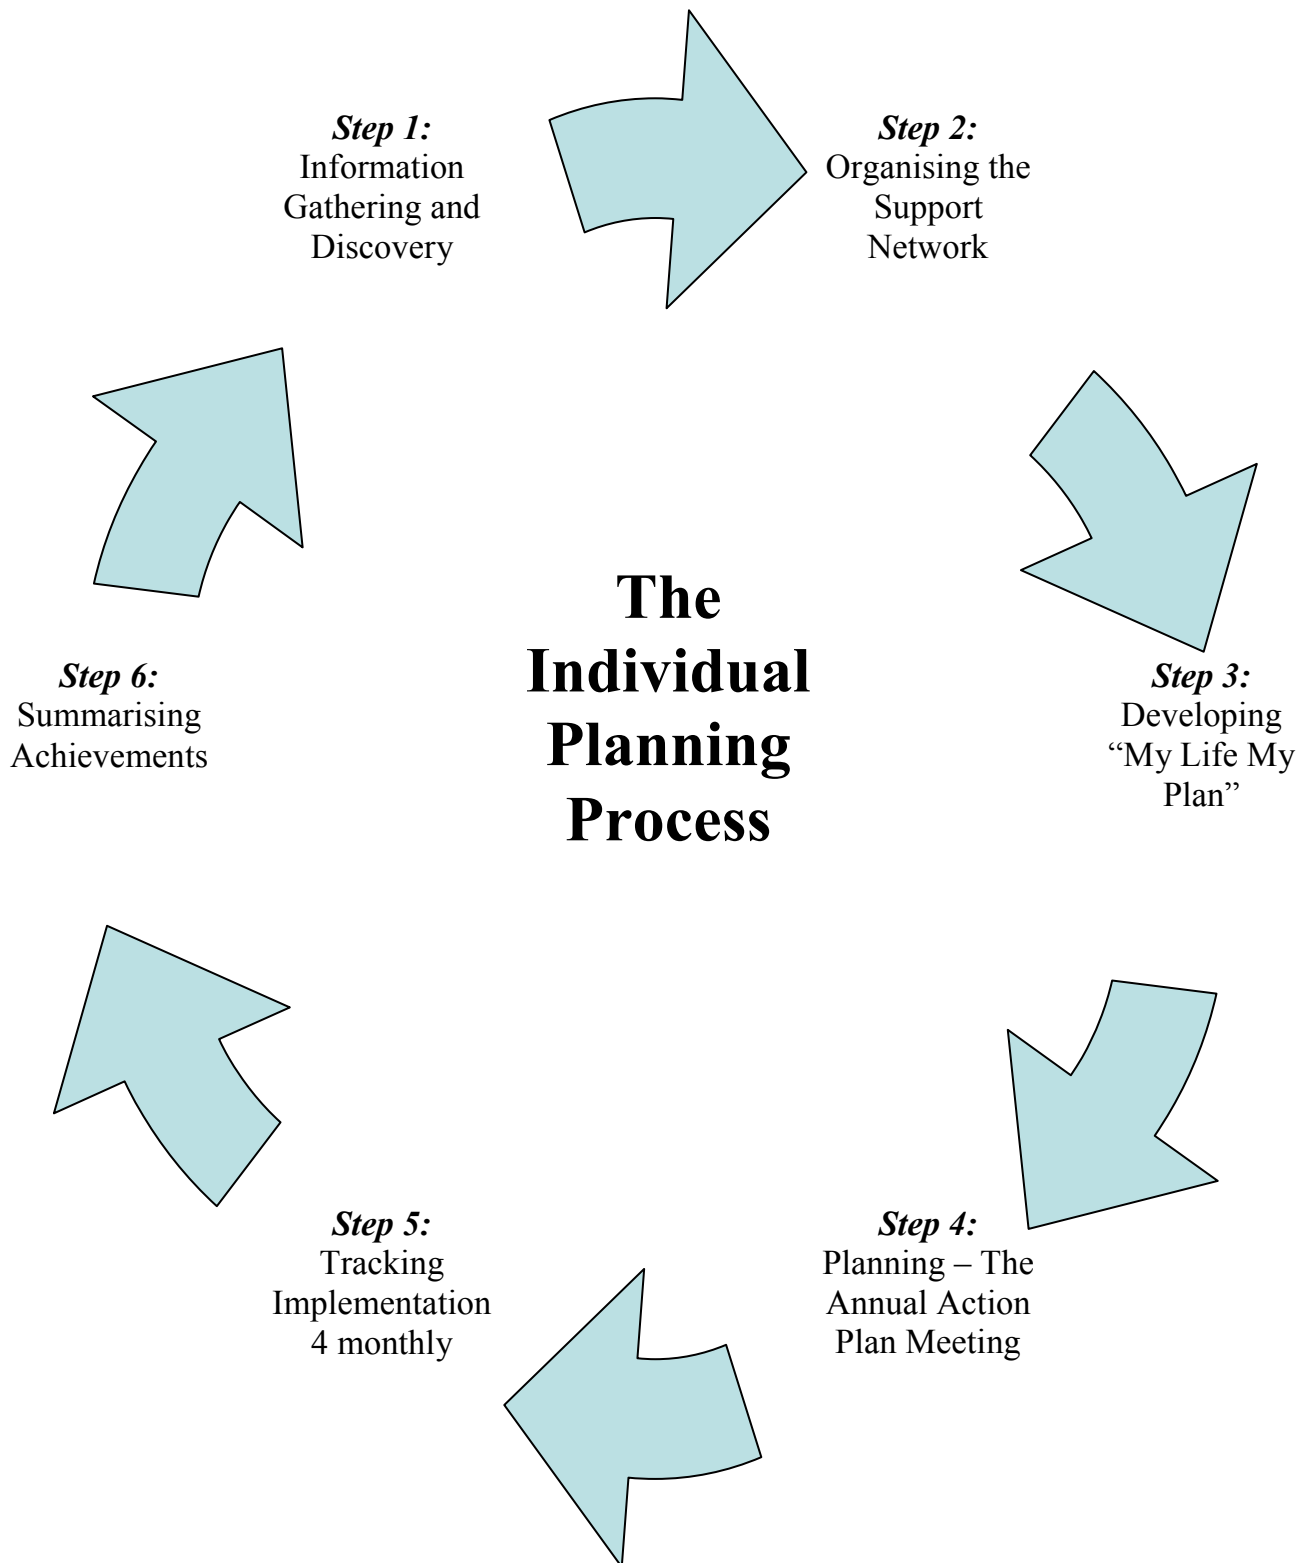 Step 1:
Information
Gathering and
Discovery
Step 2:
Organising the
Support
Network
Step 3:
Developing
“My Life My
Plan”
Step 4:
Planning – The
Annual Action
Plan Meeting
Step 5:
Tracking
Implementation
4 monthly
Step 6:
Summarising
Achievements
The
Individual
Planning
Process